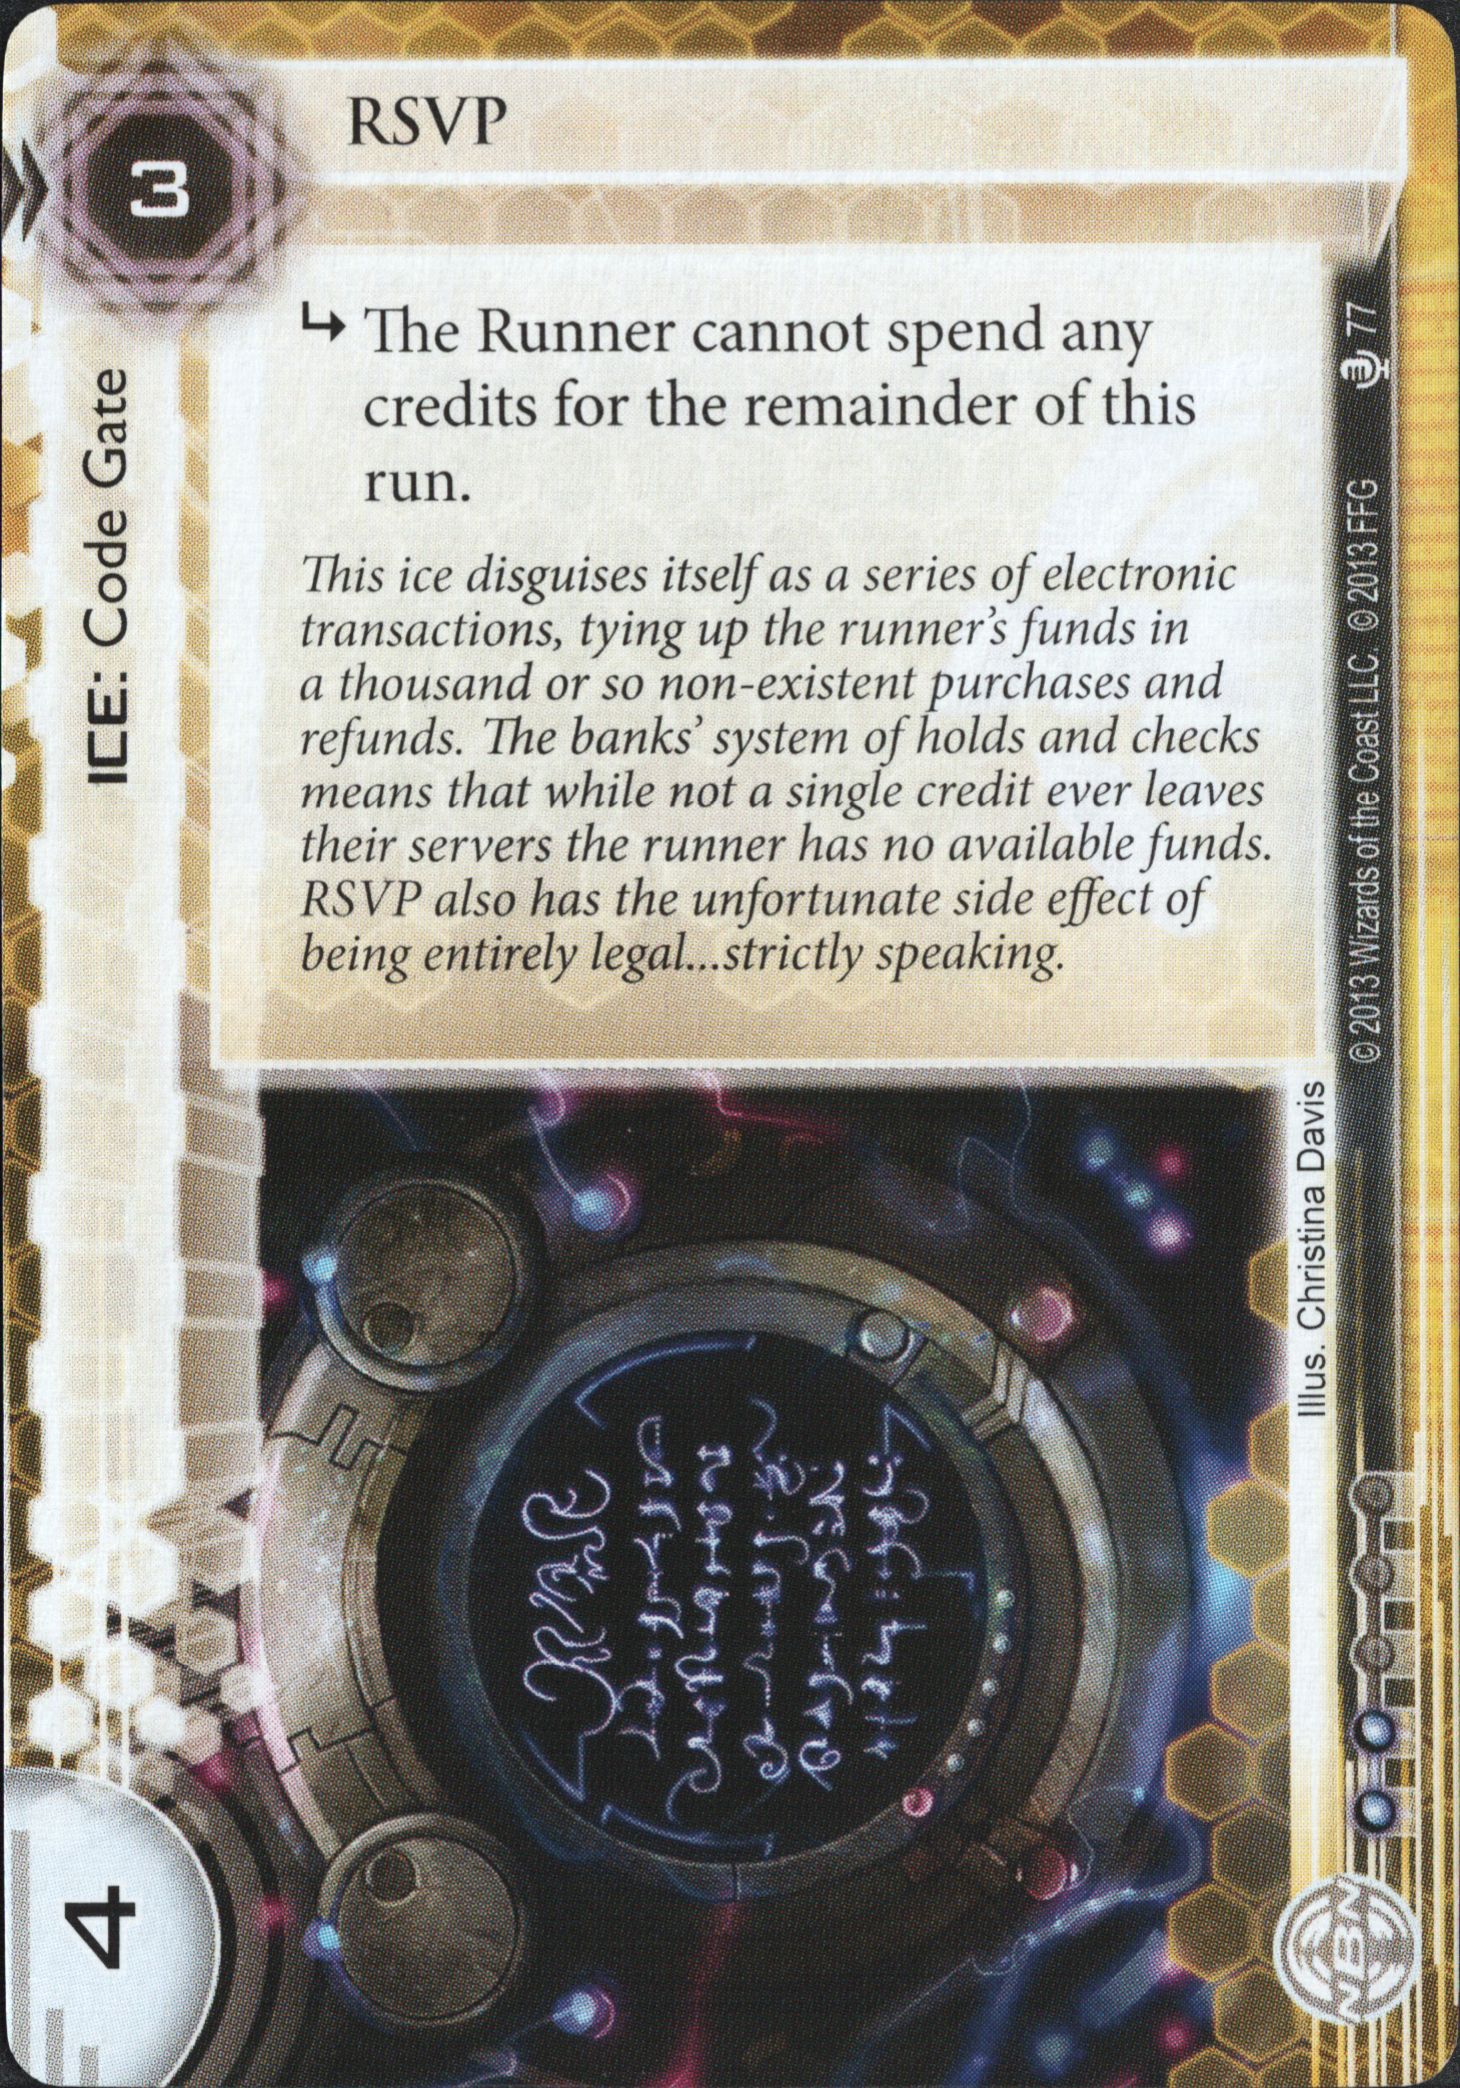 3
RSVP
ICE: Code Gate
↳ The Runner cannot spend any
credits for the remainder of this
run.
This ice disguises itself as a series of electronic
transactions, tying up the runner's funds in
a thousand or so non-existent purchases and
refunds. The banks' system of holds and checks
means that while not a single credit ever leaves
their servers the runner has no available funds.
RSVP also has the unfortunate side effect of
being entirely legal...strictly speaking.
77
© 2013 Wizards of the Coast LLC. © 2013 FFG
Illus. Christina Davis
4
NBN